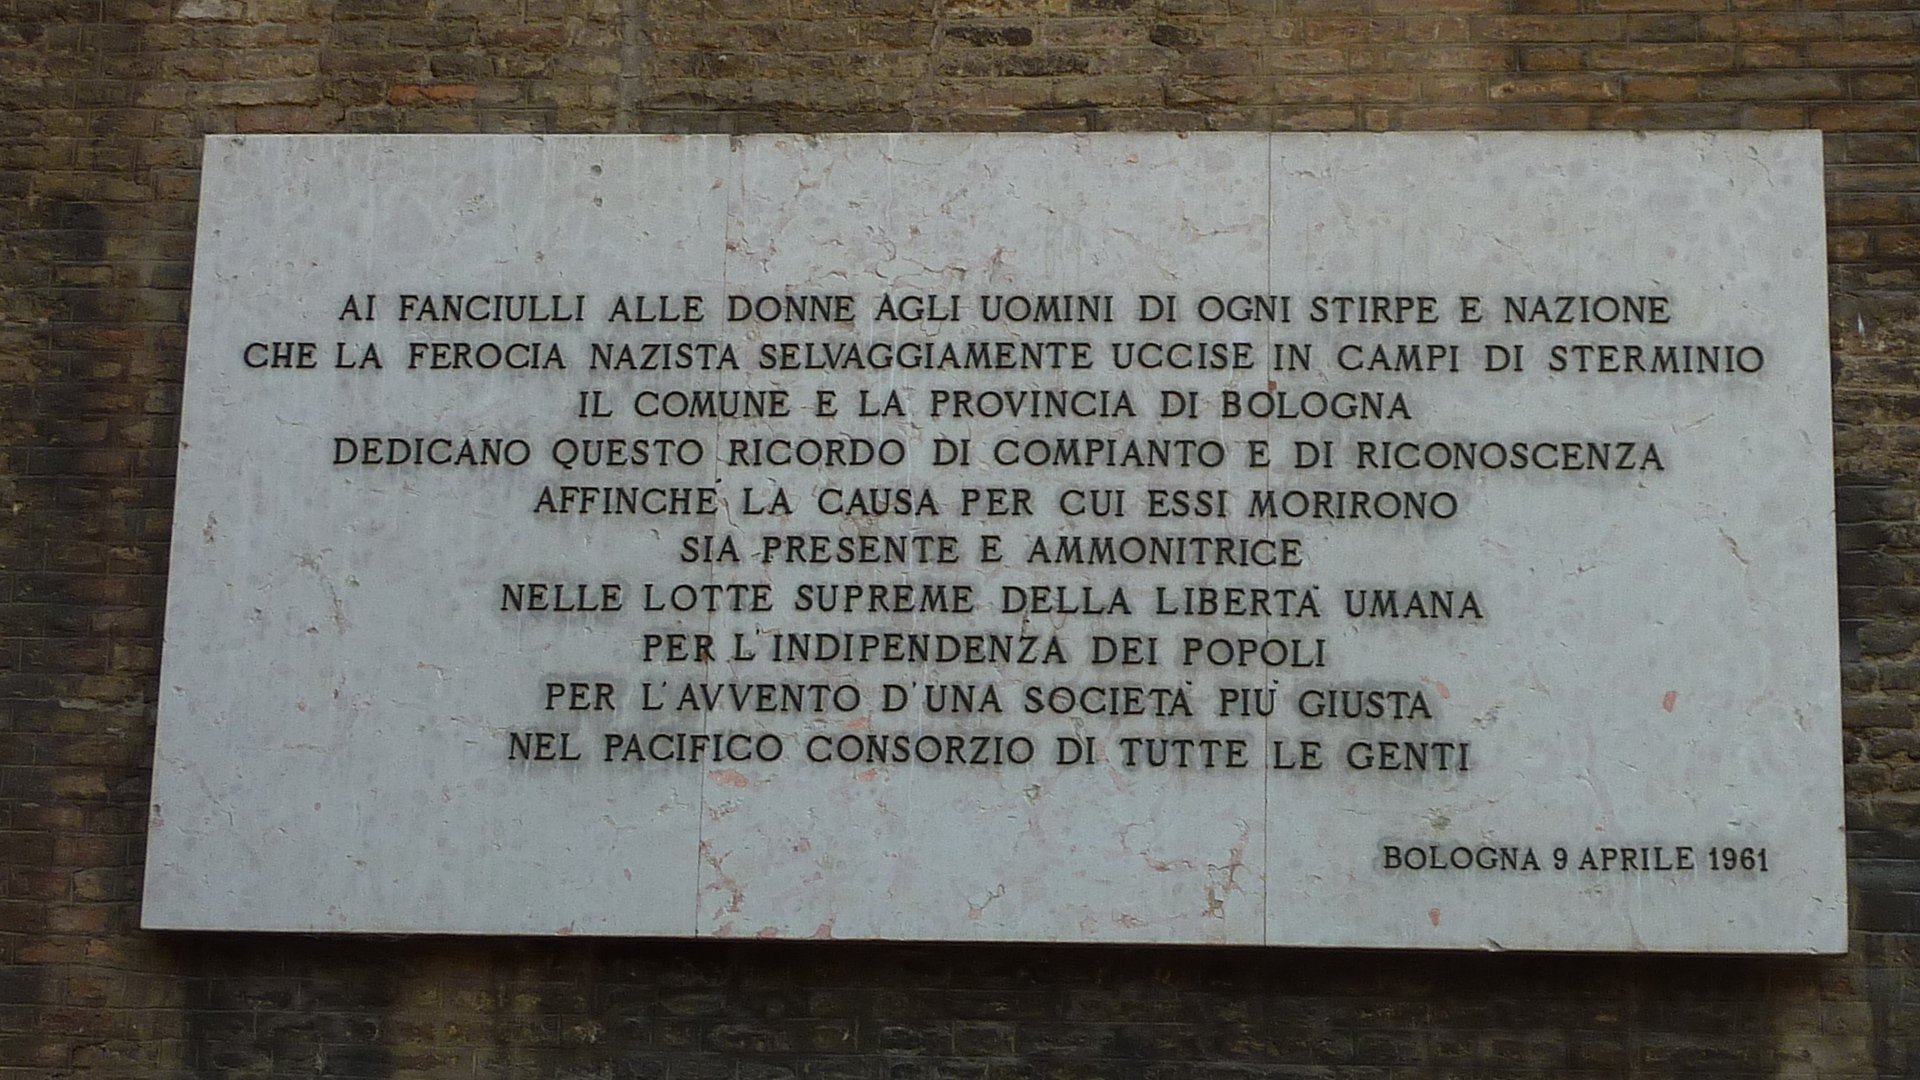 AI FANCIULLI ALLE DONNE AGLI UOMINI DI OGNI STIRPE E NAZIONE
CHE LA FEROCIA NAZISTA SELVAGGIAMENTE UCCISE IN CAMPI DI STERMINIO
IL COMUNE E LA PROVINCIA DI BOLOGNA
DEDICANO QUESTO RICORDO DI COMPIANTO E DI RICONOSCENZA
AFFINCHÉ LA CAUSA PER CUI ESSI MORIRONO
SIA PRESENTE E AMMONITRICE
NELLE LOTTE SUPREME DELLA LIBERTÀ UMANA
PER L'INDIPENDENZA DEI POPOLI
PER L'AVVENTO D'UNA SOCIETÀ PIÙ GIUSTA
NEL PACIFICO CONSORZIO DI TUTTE LE GENTI
BOLOGNA 9 APRILE 1961